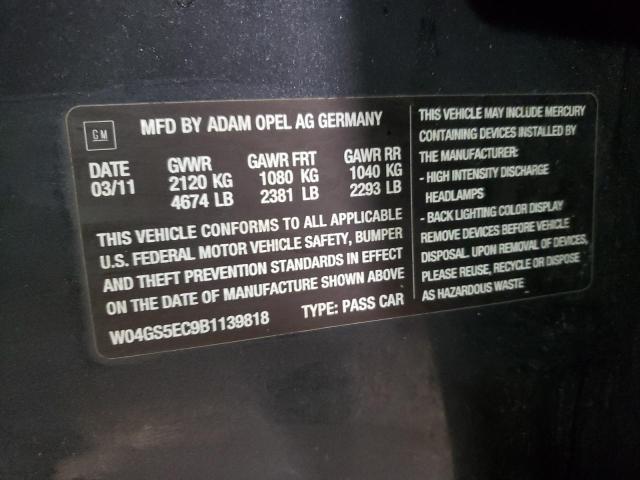 GM
MFD BY ADAM OPEL AG GERMANY
DATE GVWR GAWR FRT GAWR RR
03/11 2120 KG 1080 KG 1040 KG
4674 LB 2381 LB 2293 LB
THIS VEHICLE CONFORMS TO ALL APPLICABLE
U.S. FEDERAL MOTOR VEHICLE SAFETY, BUMPER
AND THEFT PREVENTION STANDARDS IN EFFECT
ON THE DATE OF MANUFACTURE SHOWN ABOVE
W04GS5EC9B1139818 TYPE: PASS CAR
THIS VEHICLE MAY INCLUDE MERCURY
CONTAINING DEVICES INSTALLED BY
THE MANUFACTURER:
- HIGH INTENSITY DISCHARGE
HEADLAMPS
- BACK LIGHTING COLOR DISPLAY
REMOVE DEVICES BEFORE VEHICLE
DISPOSAL. UPON REMOVAL OF DEVICES,
PLEASE REUSE, RECYCLE OR DISPOSE
AS HAZARDOUS WASTE